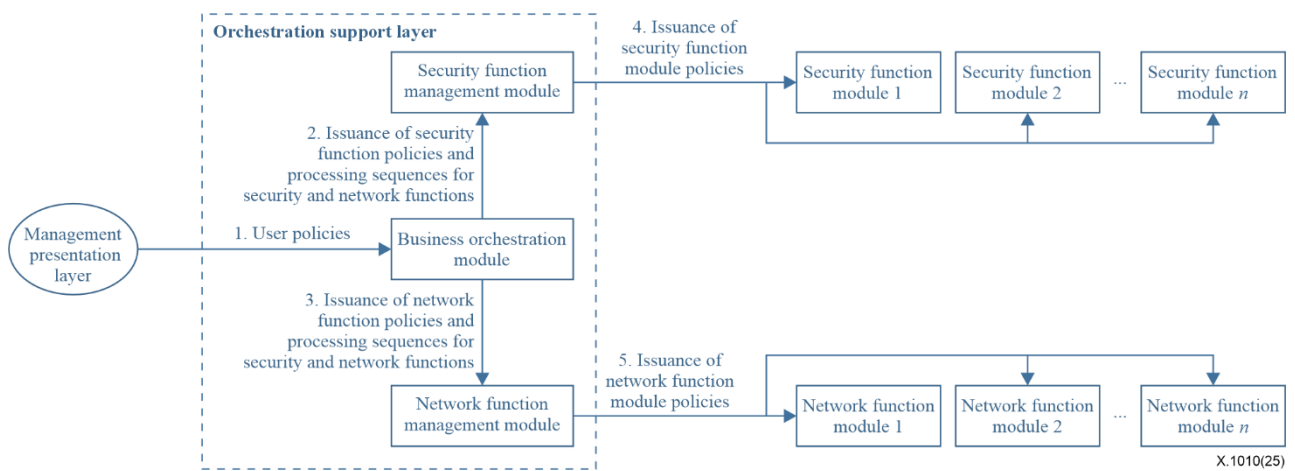 Orchestration support layer
4. Issuance of
security function
module policies
Security function
management module
Security function
module 1
Security function
module 2
...
Security function
module n
2. Issuance of security
function policies and
processing sequences for
security and network functions
Management
presentation
layer
1. User policies
Business orchestration
module
3. Issuance of network
function policies and
processing sequences for
security and network functions
5. Issuance of
network function
module policies
Network function
management module
Network function
module 1
Network function
module 2
...
Network function
module n
X.1010(25)